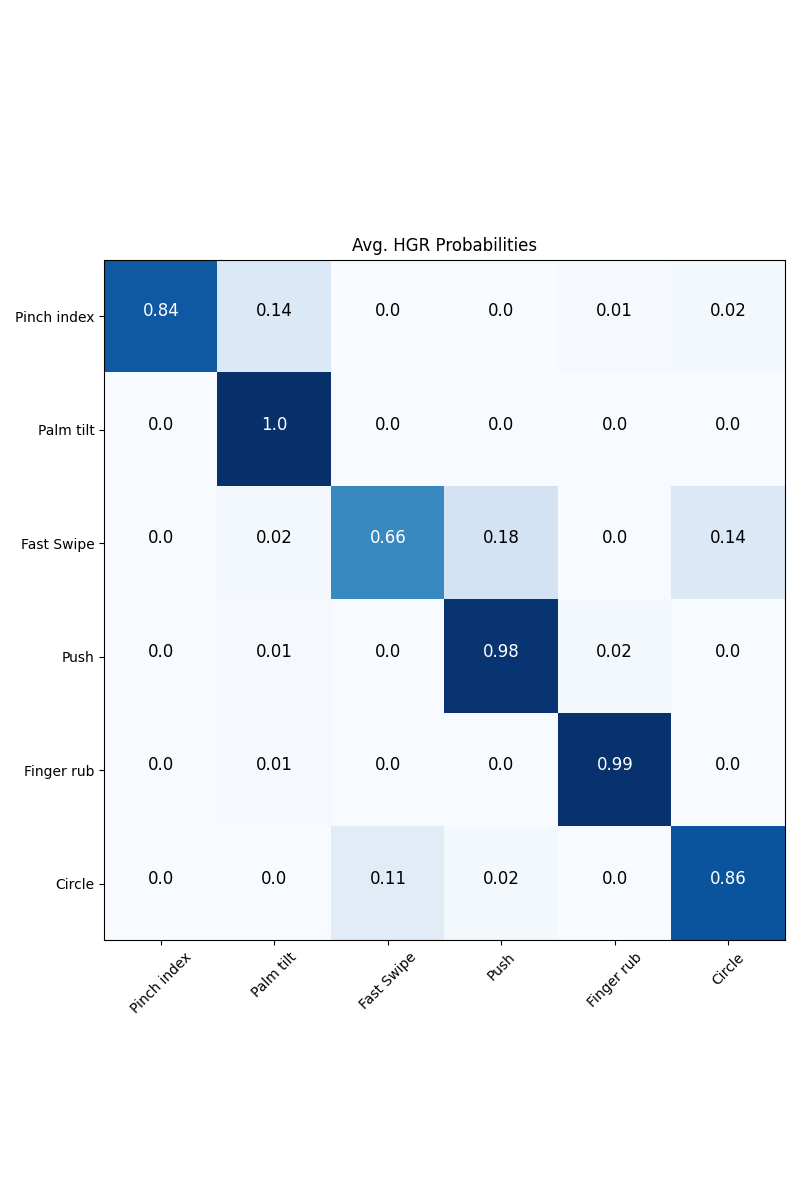 Avg. HGR Probabilities
Pinch index 0.84 0.14 0.0 0.0 0.01 0.02
Palm tilt 0.0 1.0 0.0 0.0 0.0 0.0
Fast Swipe 0.0 0.02 0.66 0.18 0.0 0.14
Push 0.0 0.01 0.0 0.98 0.02 0.0
Finger rub 0.0 0.01 0.0 0.0 0.99 0.0
Circle 0.0 0.0 0.11 0.02 0.0 0.86
Pinch index Palm tilt Fast Swipe Push Finger rub Circle